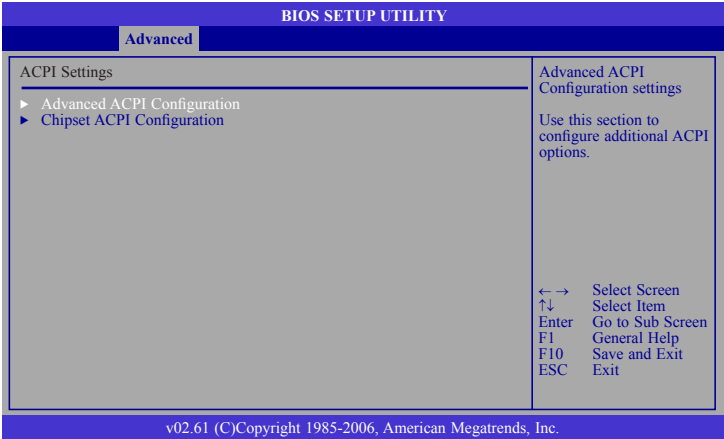 BIOS SETUP UTILITY
Advanced
ACPI Settings
► Advanced ACPI Configuration
► Chipset ACPI Configuration
Advanced ACPI
Configuration settings
Use this section to
configure additional ACPI
options.
←→ Select Screen
↑↓ Select Item
Enter Go to Sub Screen
F1 General Help
F10 Save and Exit
ESC Exit
v02.61 (C)Copyright 1985-2006, American Megatrends, Inc.